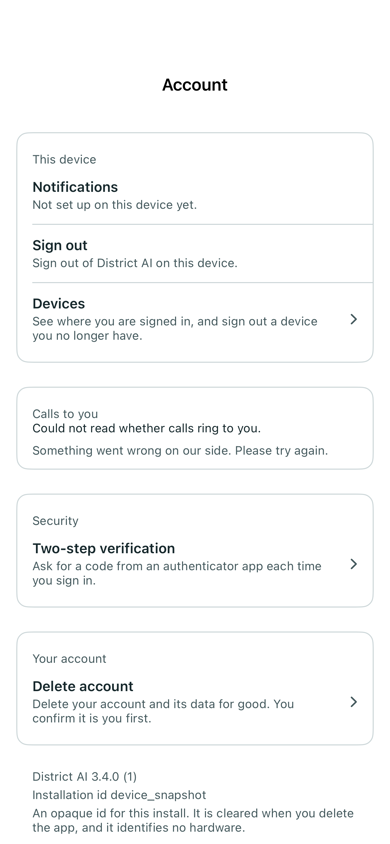 Account
This device
Notifications
Not set up on this device yet.
Sign out
Sign out of District AI on this device.
Devices
See where you are signed in, and sign out a device
you no longer have.
Calls to you
Could not read whether calls ring to you.
Something went wrong on our side. Please try again.
Security
Two-step verification
Ask for a code from an authenticator app each time
you sign in.
Your account
Delete account
Delete your account and its data for good. You
confirm it is you first.
District AI 3.4.0 (1)
Installation id device_snapshot
An opaque id for this install. It is cleared when you delete
the app, and it identifies no hardware.